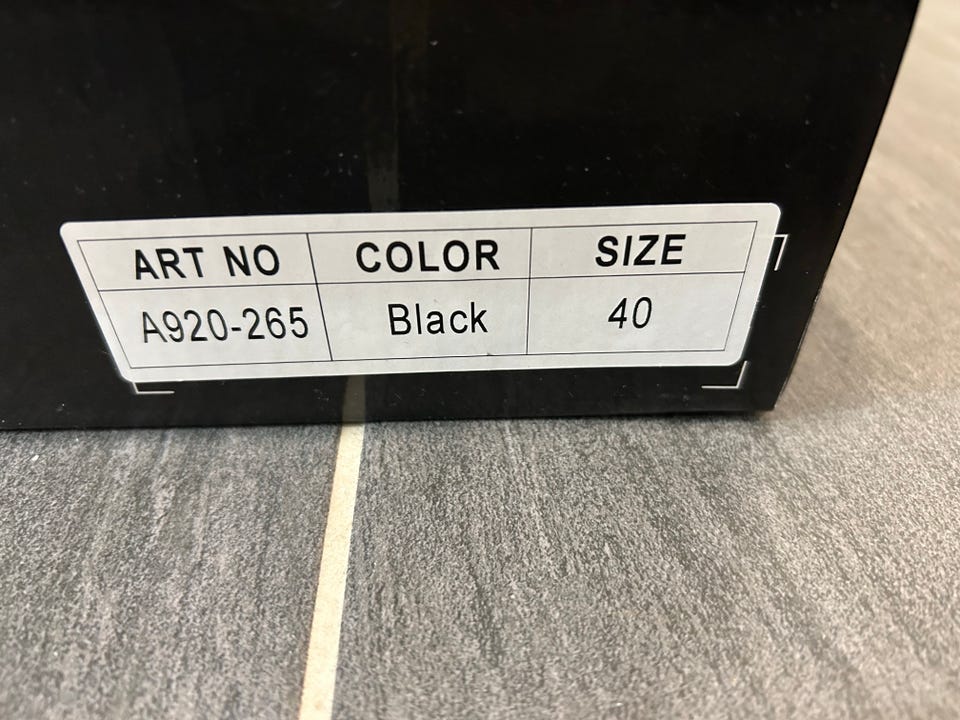 ART NO COLOR SIZE
A920-265 Black 40